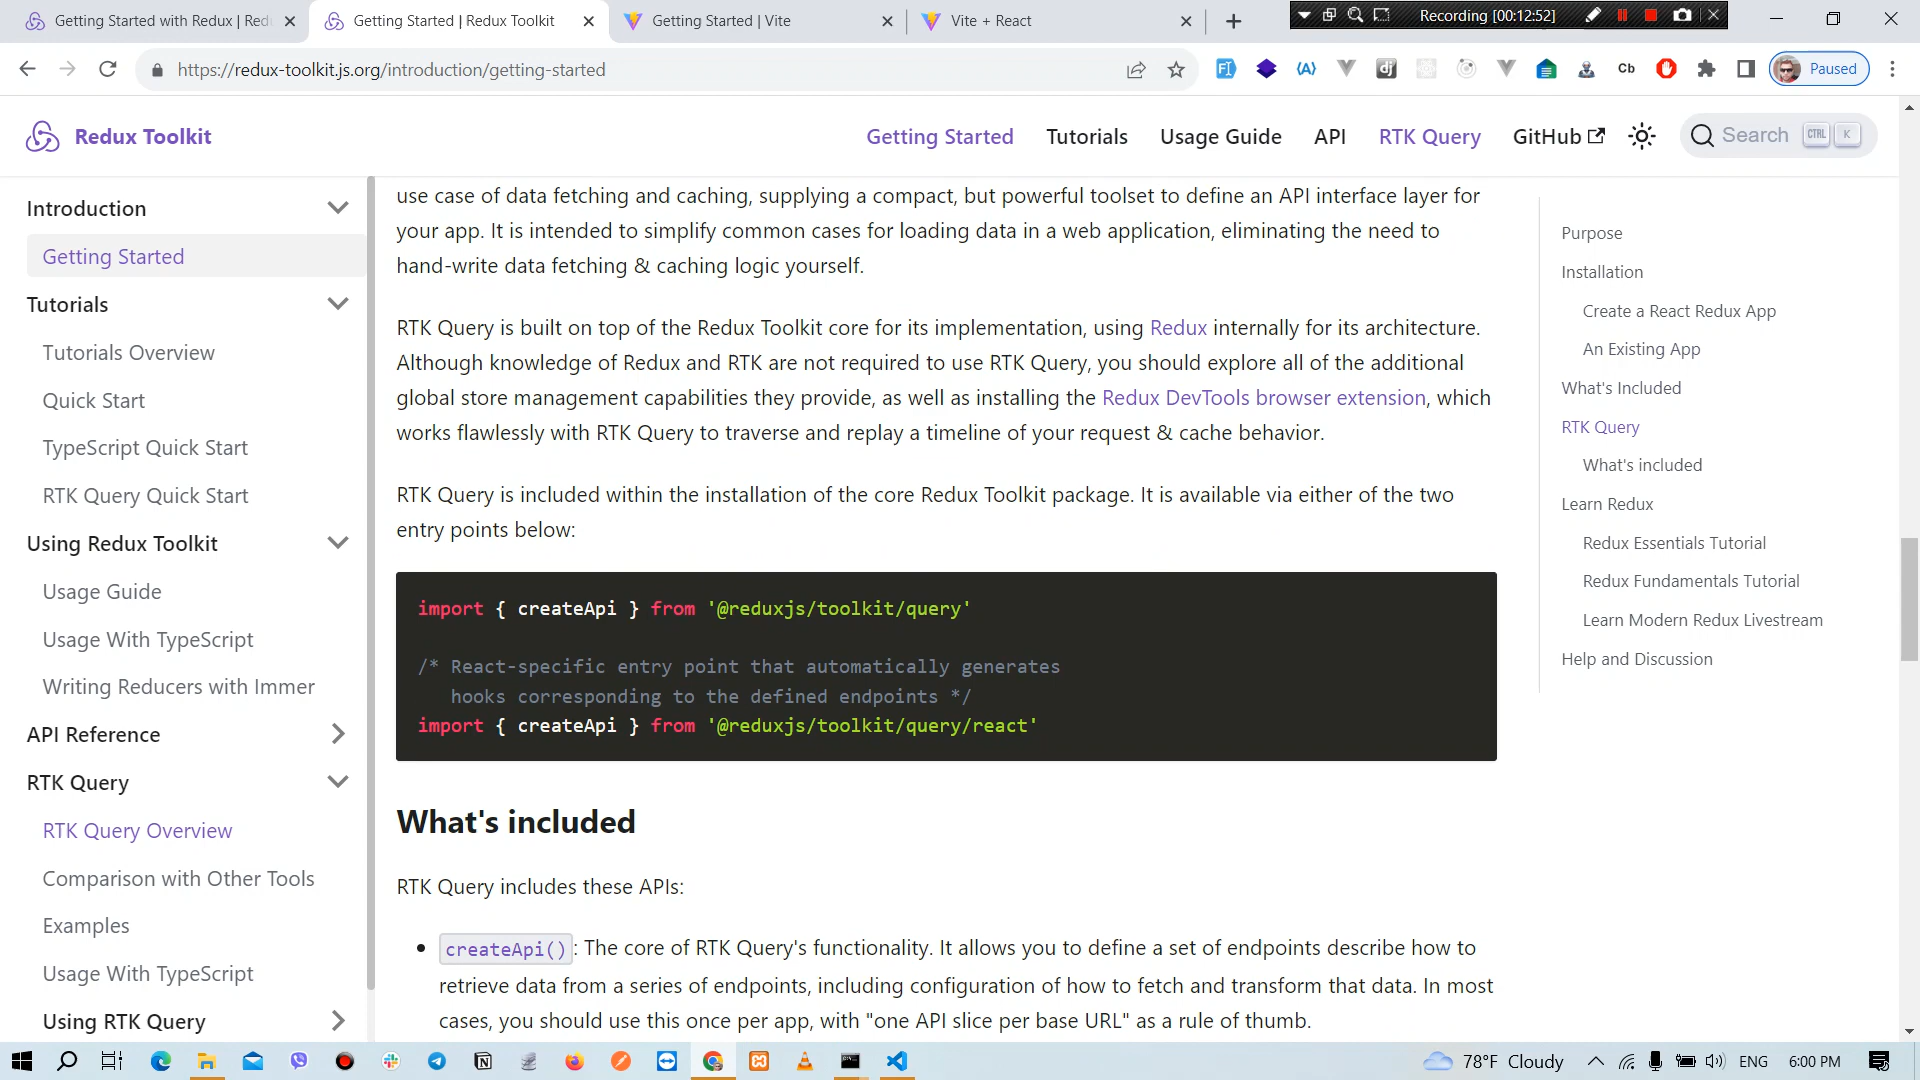 Getting Started with Redux | Red
Getting Started | Redux Toolkit
Getting Started | Vite
Vite + React
Recording [00:12:52]
https://redux-toolkit.js.org/introduction/getting-started
Cb
Paused
Redux Toolkit
Getting Started
Tutorials
Usage Guide
API
RTK Query
GitHub
Search
CTRL
K
Introduction
Getting Started
Tutorials
Tutorials Overview
Quick Start
TypeScript Quick Start
RTK Query Quick Start
Using Redux Toolkit
Usage Guide
Usage With TypeScript
Writing Reducers with Immer
API Reference
RTK Query
RTK Query Overview
Comparison with Other Tools
Examples
Usage With TypeScript
Using RTK Query
use case of data fetching and caching, supplying a compact, but powerful toolset to define an API interface layer for
your app. It is intended to simplify common cases for loading data in a web application, eliminating the need to
hand-write data fetching & caching logic yourself.
RTK Query is built on top of the Redux Toolkit core for its implementation, using Redux internally for its architecture.
Although knowledge of Redux and RTK are not required to use RTK Query, you should explore all of the additional
global store management capabilities they provide, as well as installing the Redux DevTools browser extension, which
works flawlessly with RTK Query to traverse and replay a timeline of your request & cache behavior.
RTK Query is included within the installation of the core Redux Toolkit package. It is available via either of the two
entry points below:
import { createApi } from '@reduxjs/toolkit/query'
/* React-specific entry point that automatically generates
hooks corresponding to the defined endpoints */
import { createApi } from '@reduxjs/toolkit/query/react'
What's included
RTK Query includes these APIs:
createApi(): The core of RTK Query's functionality. It allows you to define a set of endpoints describe how to
retrieve data from a series of endpoints, including configuration of how to fetch and transform that data. In most
cases, you should use this once per app, with "one API slice per base URL" as a rule of thumb.
Purpose
Installation
Create a React Redux App
An Existing App
What's Included
RTK Query
What's included
Learn Redux
Redux Essentials Tutorial
Redux Fundamentals Tutorial
Learn Modern Redux Livestream
Help and Discussion
78°F Cloudy
ENG
6:00 PM